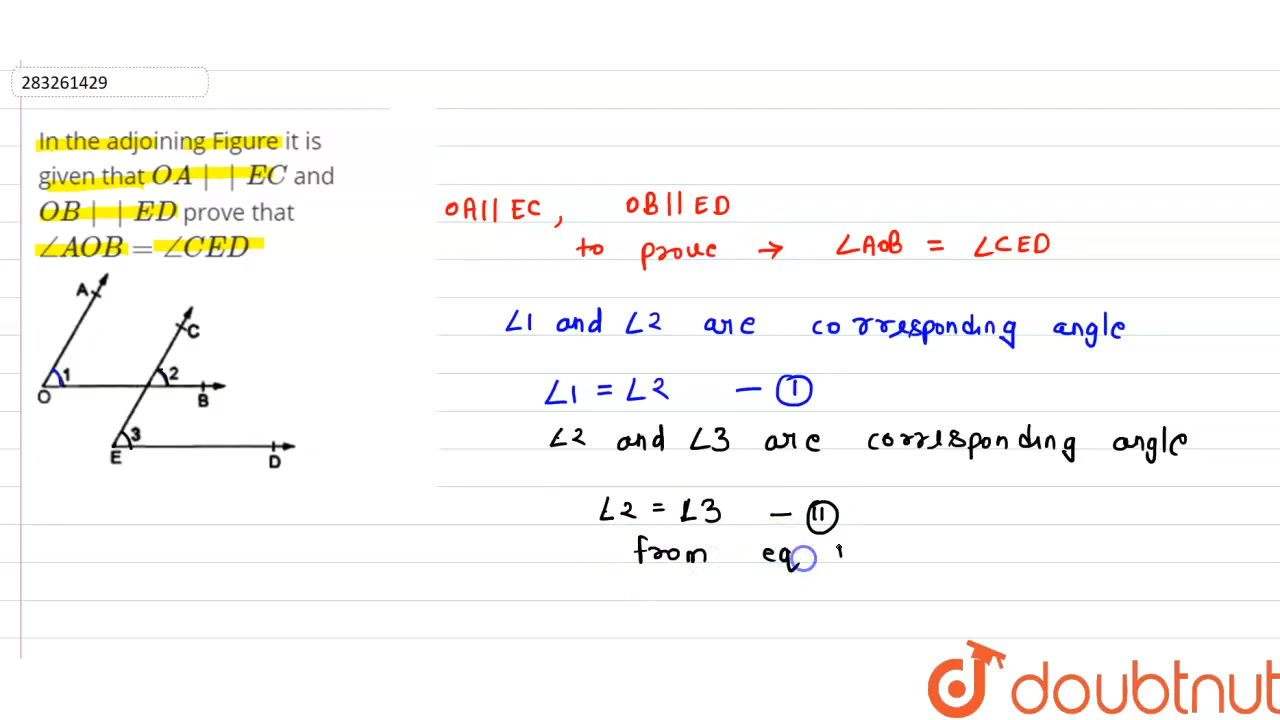 283261429
In the adjoining Figure it is
given that OA | | EC and
OB | | ED prove that
∠AOB = ∠CED
A
C
1
2
O
B
3
E
D
OA || EC , OB || ED
to prove → ∠AOB = ∠CED
∠1 and ∠2 are corresponding angle
∠1 = ∠2 — I
∠2 and ∠3 are corresponding angle
∠2 = ∠3 — II
from eq 1
doubtnut